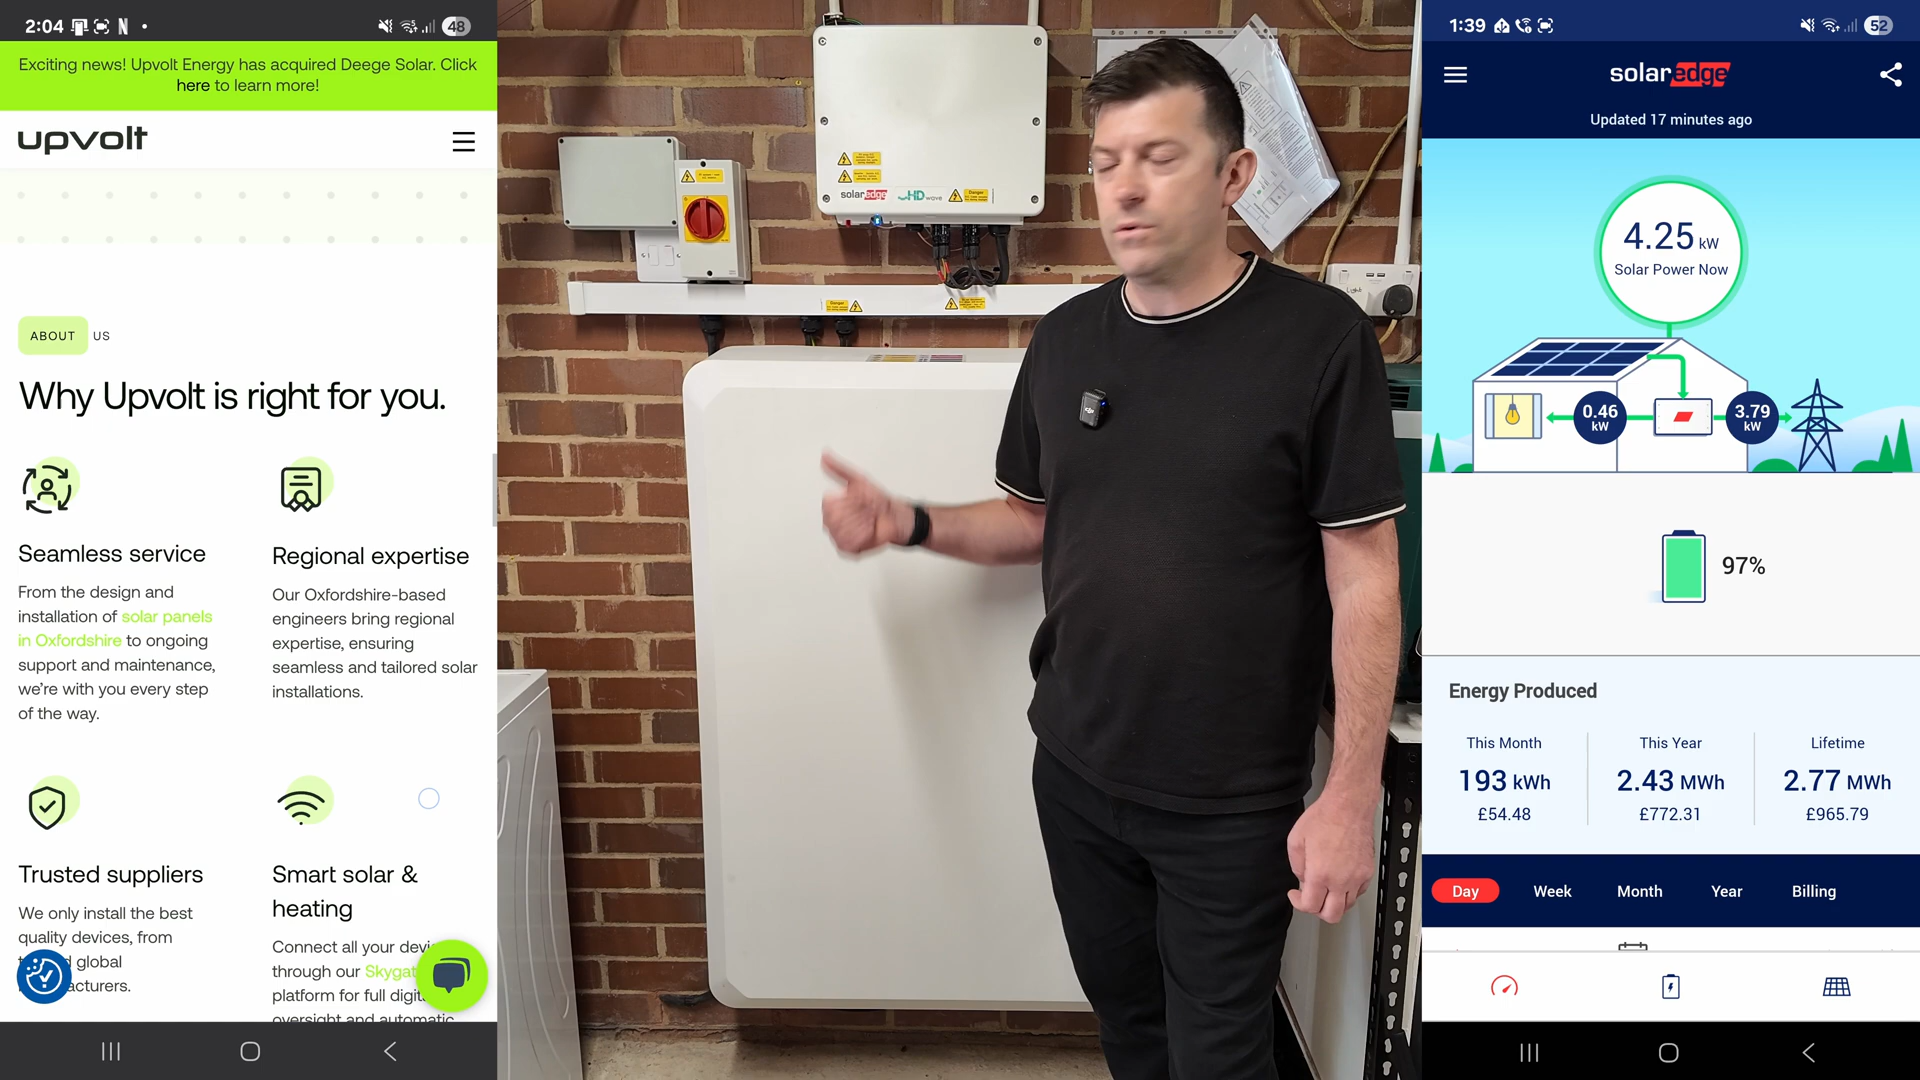 2:04
48
Exciting news! Upvolt Energy has acquired Deege Solar. Click
here to learn more!
upvolt
ABOUT US
Why Upvolt is right for you.
Seamless service
From the design and
installation of solar panels
in Oxfordshire to ongoing
support and maintenance,
we're with you every step
of the way.
Regional expertise
Our Oxfordshire-based
engineers bring regional
expertise, ensuring
seamless and tailored solar
installations.
Trusted suppliers
We only install the best
quality devices, from
global
acturers.
Smart solar &
heating
Connect all your devi
through our Skygat
platform for full digit
oversight and automatic
solaredge
HD wave
Danger
Danger
Light
1:39
52
solaredge
Updated 17 minutes ago
4.25 kW
Solar Power Now
0.46
kW
3.79
kW
97%
Energy Produced
This Month
193 kWh
£54.48
This Year
2.43 MWh
£772.31
Lifetime
2.77 MWh
£965.79
Day Week Month Year Billing